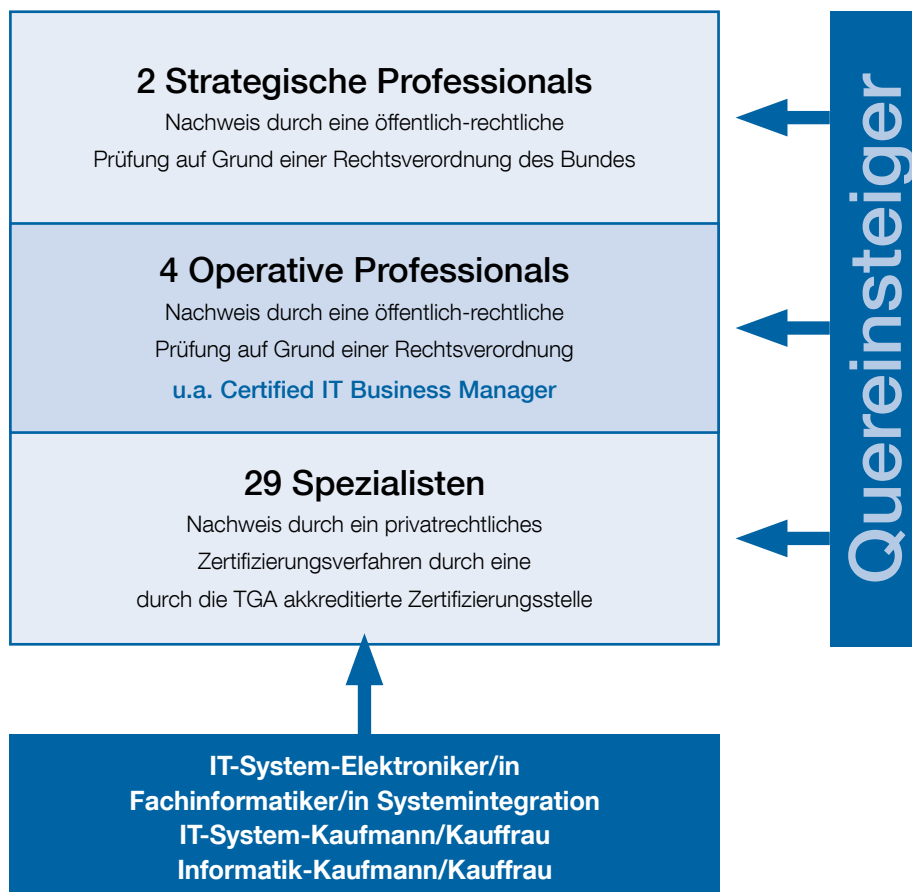 2 Strategische Professionals
Nachweis durch eine öffentlich-rechtliche
Prüfung auf Grund einer Rechtsverordnung des Bundes
4 Operative Professionals
Nachweis durch eine öffentlich-rechtliche
Prüfung auf Grund einer Rechtsverordnung
u.a. Certified IT Business Manager
29 Spezialisten
Nachweis durch ein privatrechtliches
Zertifizierungsverfahren durch eine
durch die TGA akkreditierte Zertifizierungsstelle
IT-System-Elektroniker/in
Fachinformatiker/in Systemintegration
IT-System-Kaufmann/Kauffrau
Informatik-Kaufmann/Kauffrau
Quereinsteiger